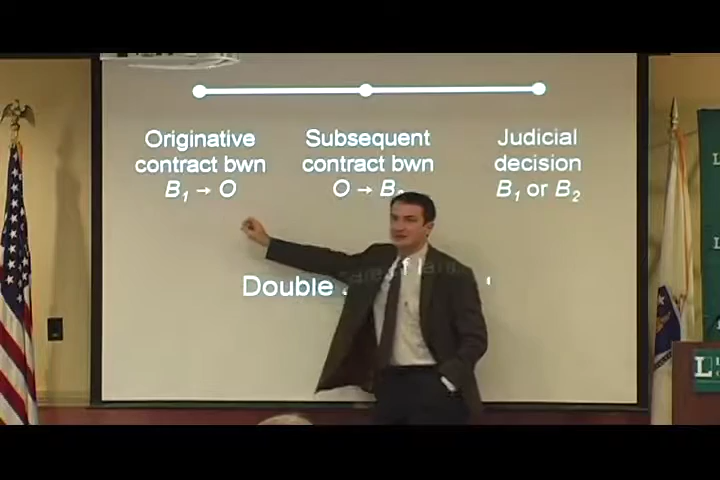 Originative
contract bwn
B₁ → O
Subsequent
contract bwn
O → B
Judicial
decision
B₁ or B₂
Double
L